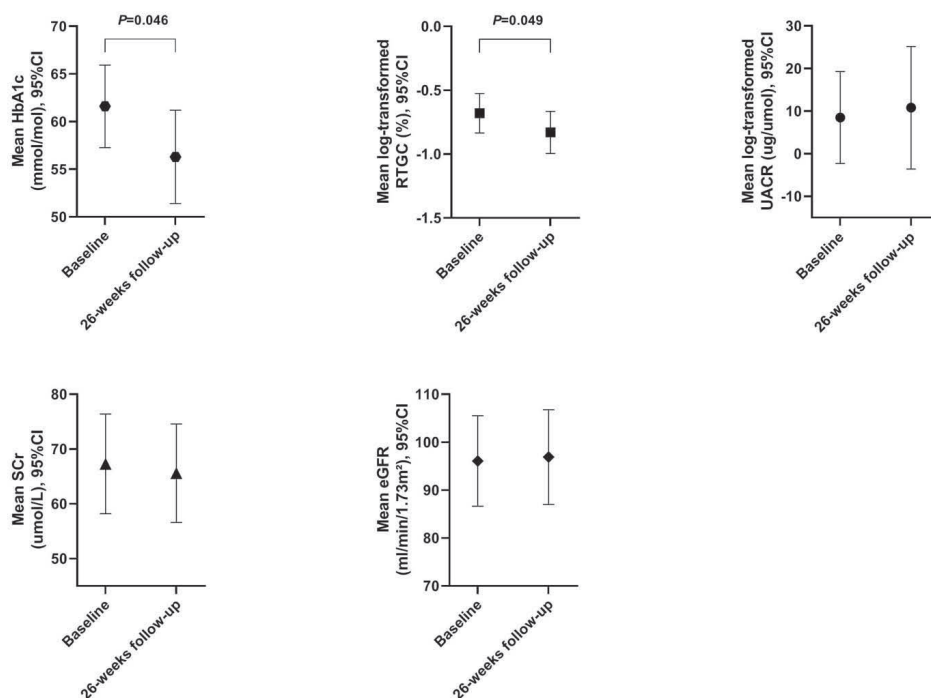 P=0.046
Mean HbA1c
(mmol/mol), 95%CI
70
65
60
55
50
Baseline
26-weeks follow-up
P=0.049
Mean log-transformed
RTGC (%), 95%CI
0.0
-0.5
-1.0
-1.5
Baseline
26-weeks follow-up
Mean log-transformed
UACR (ug/umol), 95%CI
30
20
10
0
-10
Baseline
26-weeks follow-up
Mean SCr
(umol/L), 95%CI
80
70
60
50
Baseline
26-weeks follow-up
Mean eGFR
(ml/min/1.73m²), 95%CI
110
100
90
80
70
Baseline
26-weeks follow-up